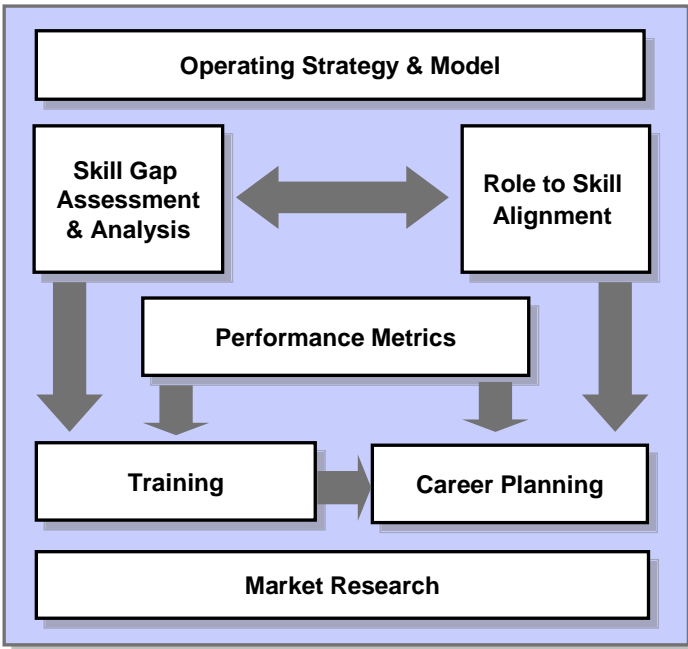 Operating Strategy & Model
Skill Gap
Assessment
& Analysis
Role to Skill
Alignment
Performance Metrics
Training
Career Planning
Market Research